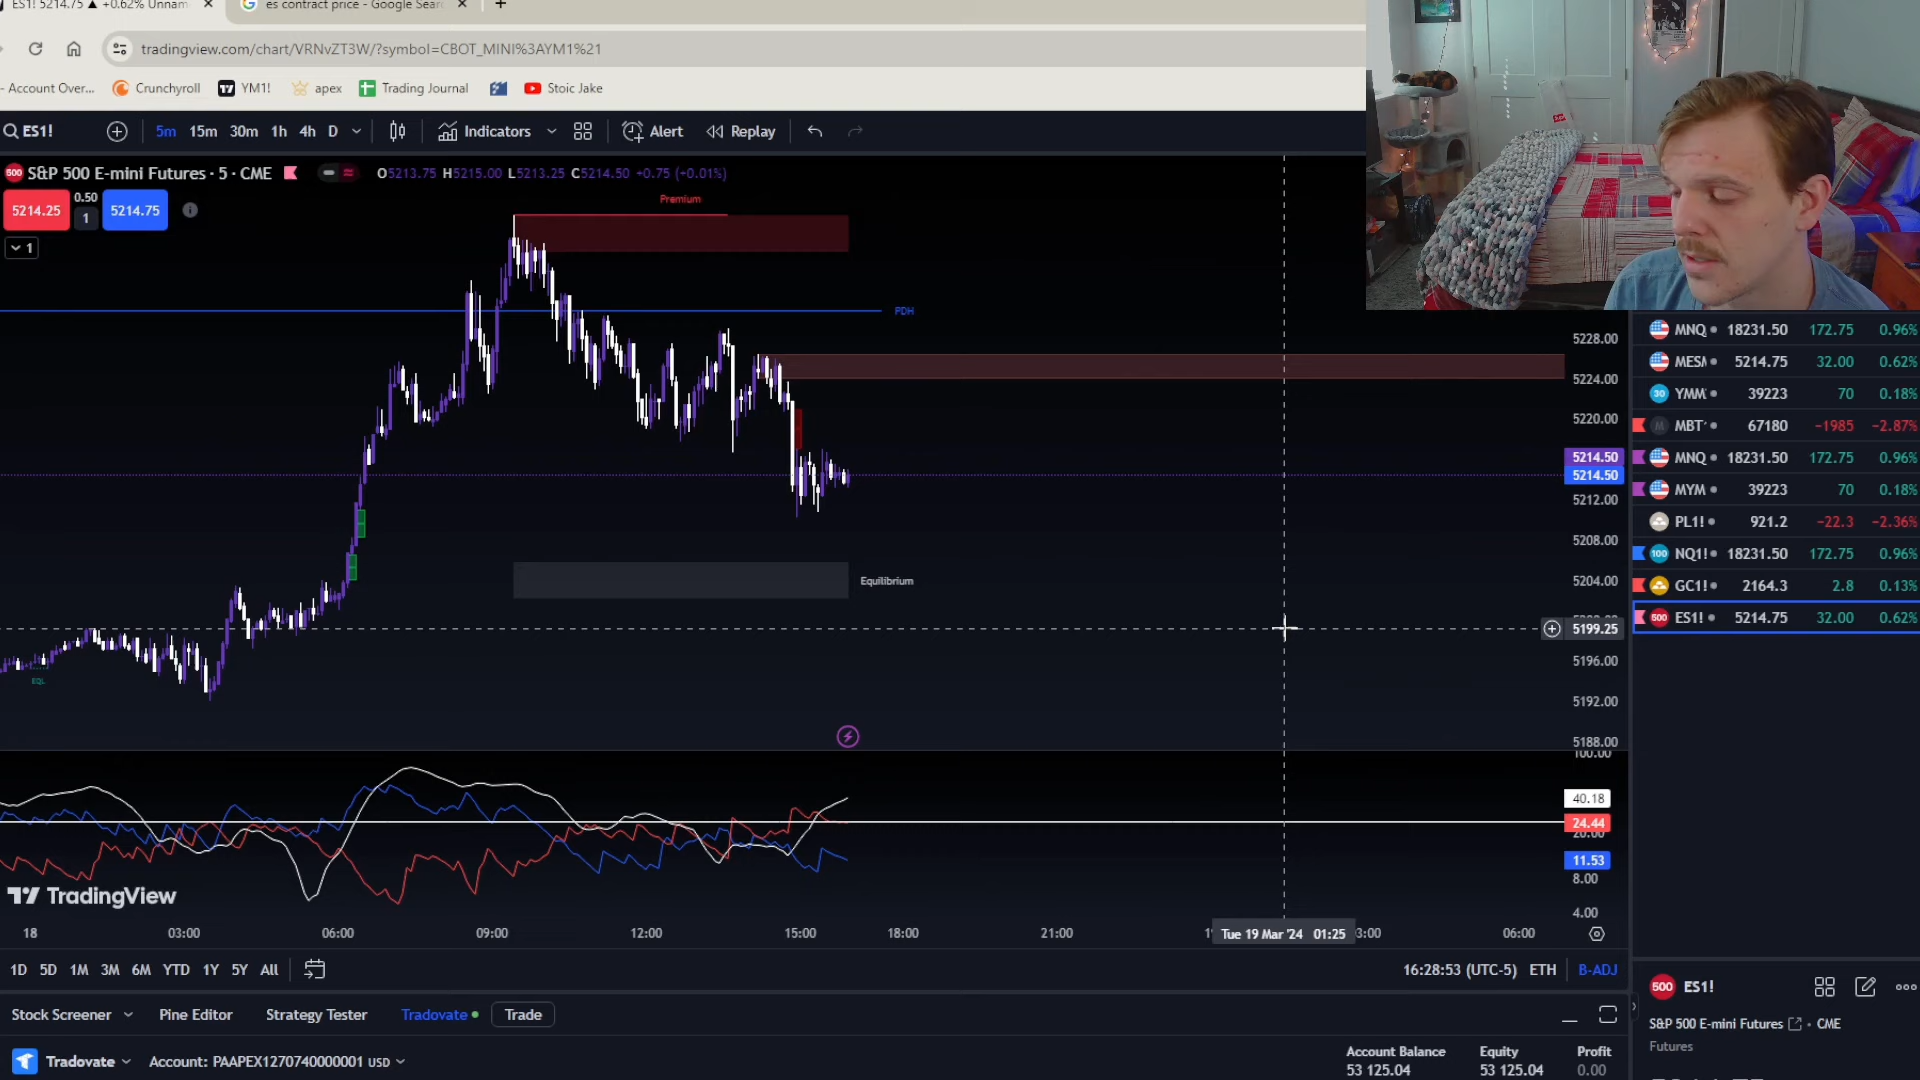 ES1! 5214.75 ▲ +0.62% Unnam
es contract price - Google Sear
tradingview.com/chart/VRNvZT3W/?symbol=CBOT_MINI%3AYM1%21
- Account Over...
Crunchyroll
YM1!
apex
Trading Journal
Stoic Jake
ES1!
5m 15m 30m 1h 4h D
Indicators
Alert
Replay
S&P 500 E-mini Futures · 5 · CME
O5213.75 H5215.00 L5213.25 C5214.50 +0.75 (+0.01%)
5214.25
0.50
1
5214.75
1
Premium
PDH
Equilibrium
EQL
5228.00
5224.00
5220.00
5214.50
5214.50
5212.00
5208.00
5204.00
5199.25
5196.00
5192.00
5188.00
100.00
40.18
24.44
20.00
11.53
8.00
4.00
TradingView
18 03:00 06:00 09:00 12:00 15:00 18:00 21:00 Tue 19 Mar '24 01:25 3:00 06:00
1D 5D 1M 3M 6M YTD 1Y 5Y All
16:28:53 (UTC-5) ETH B-ADJ
Stock Screener
Pine Editor
Strategy Tester
Tradovate
Trade
Tradovate
Account: PAAPEX1270740000001 USD
Account Balance
53 125.04
Equity
53 125.04
Profit
0.00
MNQ 18231.50 172.75 0.96%
MES 5214.75 32.00 0.62%
YMM 39223 70 0.18%
MBT 67180 −1985 −2.87%
MNQ 18231.50 172.75 0.96%
MYM 39223 70 0.18%
PL1! 921.2 −22.3 −2.36%
NQ1! 18231.50 172.75 0.96%
GC1! 2164.3 2.8 0.13%
ES1! 5214.75 32.00 0.62%
500 ES1!
S&P 500 E-mini Futures · CME
Futures